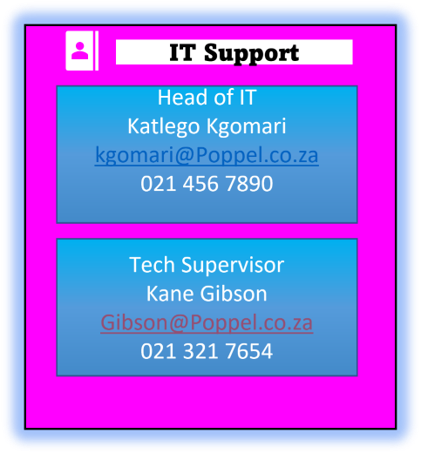 IT Support
Head of IT
Katlego Kgomari
kgomari@Poppel.co.za
021 456 7890
Tech Supervisor
Kane Gibson
Gibson@Poppel.co.za
021 321 7654